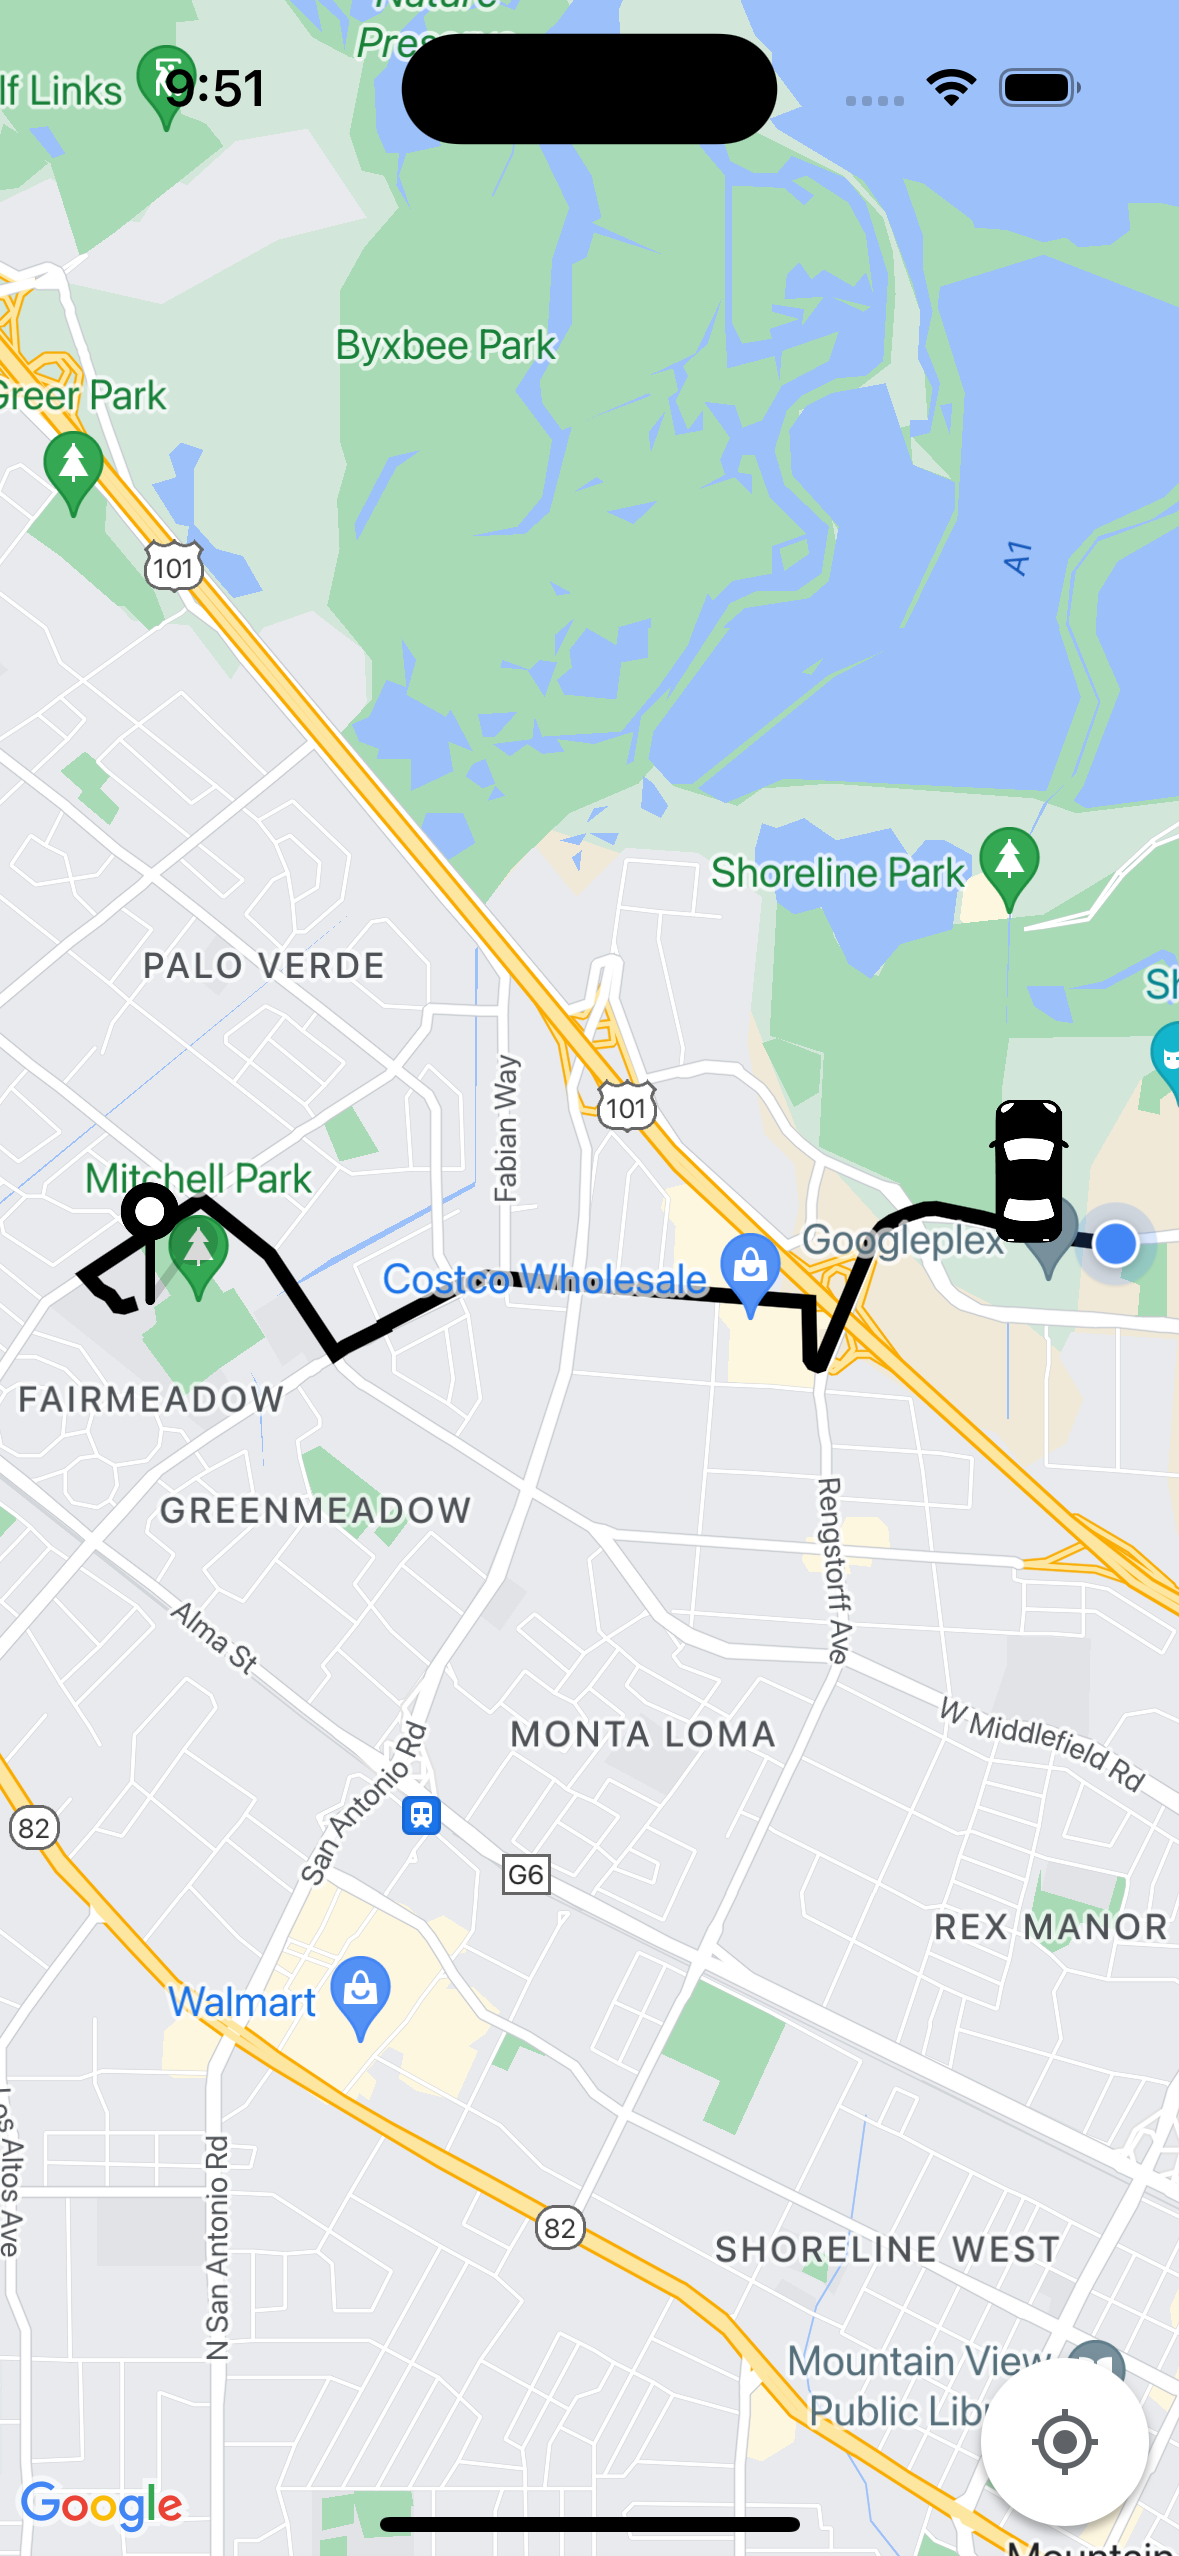 Nature
Preserve
lf Links
9:51
Byxbee Park
Greer Park
101
A1
Shoreline Park
PALO VERDE
Sh
Fabian Way
101
Mitchell Park
Googleplex
Costco Wholesale
FAIRMEADOW
GREENMEADOW
Rengstorff Ave
Alma St
W Middlefield Rd
MONTA LOMA
San Antonio Rd
82
G6
REX MANOR
Walmart
Los Altos Ave
N San Antonio Rd
82
SHORELINE WEST
Mountain View
Public Libr
Google
Mountain